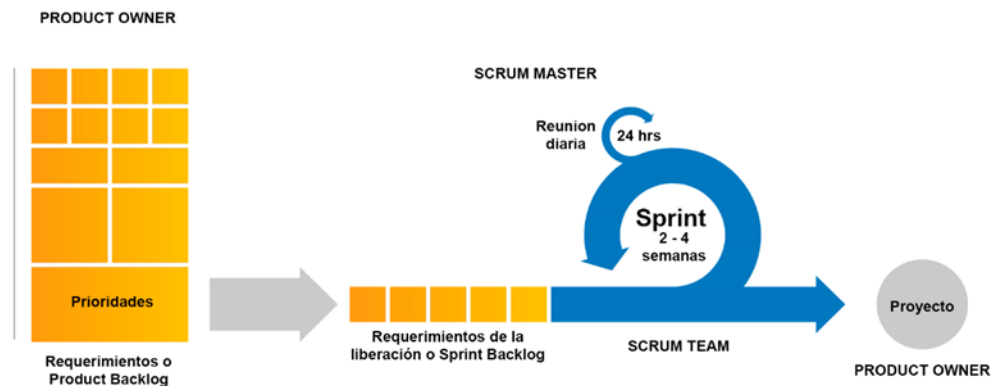 PRODUCT OWNER
SCRUM MASTER
Reunion
diaria
24 hrs
Sprint
2 - 4
semanas
Prioridades
Proyecto
Requerimientos o
Product Backlog
Requerimientos de la
liberación o Sprint Backlog
SCRUM TEAM
PRODUCT OWNER